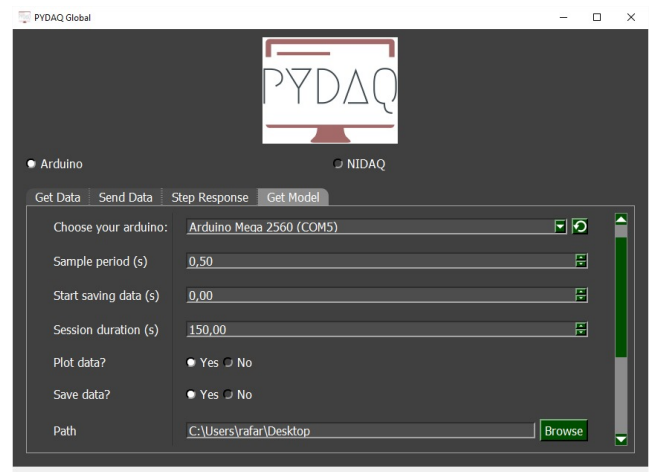 PYDAQ Global
PYDAQ
Arduino
NIDAQ
Get Data Send Data Step Response Get Model
Choose your arduino: Arduino Mega 2560 (COM5)
Sample period (s) 0,50
Start saving data (s) 0,00
Session duration (s) 150,00
Plot data? Yes No
Save data? Yes No
Path C:\Users\rafar\Desktop Browse